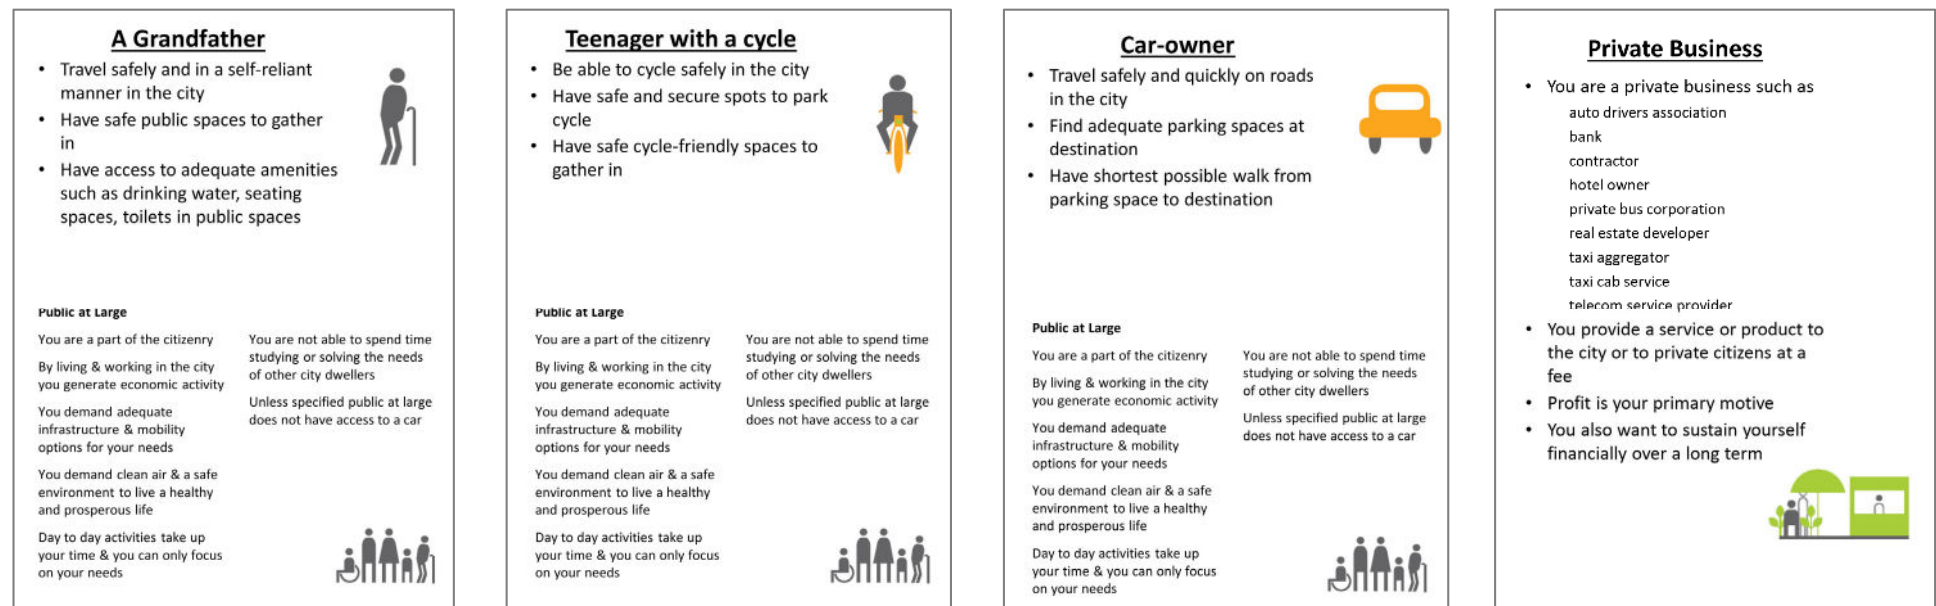 A Grandfather
• Travel safely and in a self-reliant
manner in the city
• Have safe public spaces to gather
in
• Have access to adequate amenities
such as drinking water, seating
spaces, toilets in public spaces
Public at Large
You are a part of the citizenry
By living & working in the city
you generate economic activity
You demand adequate
infrastructure & mobility
options for your needs
You demand clean air & a safe
environment to live a healthy
and prosperous life
Day to day activities take up
your time & you can only focus
on your needs
You are not able to spend time
studying or solving the needs
of other city dwellers
Unless specified public at large
does not have access to a car
Teenager with a cycle
• Be able to cycle safely in the city
• Have safe and secure spots to park
cycle
• Have safe cycle-friendly spaces to
gather in
Public at Large
You are a part of the citizenry
By living & working in the city
you generate economic activity
You demand adequate
infrastructure & mobility
options for your needs
You demand clean air & a safe
environment to live a healthy
and prosperous life
Day to day activities take up
your time & you can only focus
on your needs
You are not able to spend time
studying or solving the needs
of other city dwellers
Unless specified public at large
does not have access to a car
Car-owner
• Travel safely and quickly on roads
in the city
• Find adequate parking spaces at
destination
• Have shortest possible walk from
parking space to destination
Public at Large
You are a part of the citizenry
By living & working in the city
you generate economic activity
You demand adequate
infrastructure & mobility
options for your needs
You demand clean air & a safe
environment to live a healthy
and prosperous life
Day to day activities take up
your time & you can only focus
on your needs
You are not able to spend time
studying or solving the needs
of other city dwellers
Unless specified public at large
does not have access to a car
Private Business
• You are a private business such as
auto drivers association
bank
contractor
hotel owner
private bus corporation
real estate developer
taxi aggregator
taxi cab service
telecom service provider
• You provide a service or product to
the city or to private citizens at a
fee
• Profit is your primary motive
• You also want to sustain yourself
financially over a long term